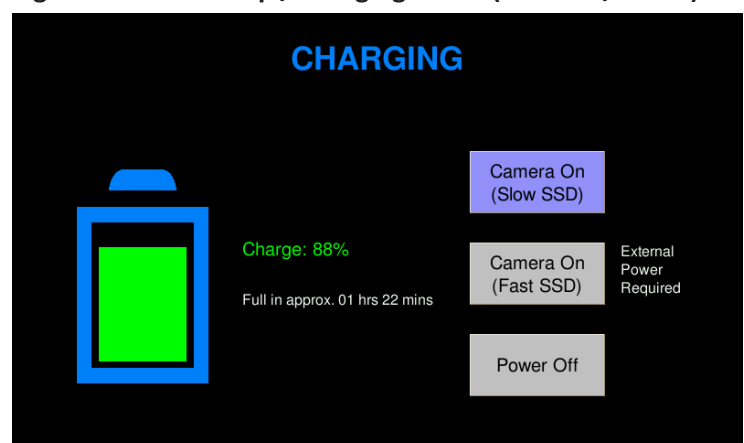 CHARGING
Camera On
(Slow SSD)
Charge: 88%
Full in approx. 01 hrs 22 mins
Camera On
(Fast SSD)
External
Power
Required
Power Off